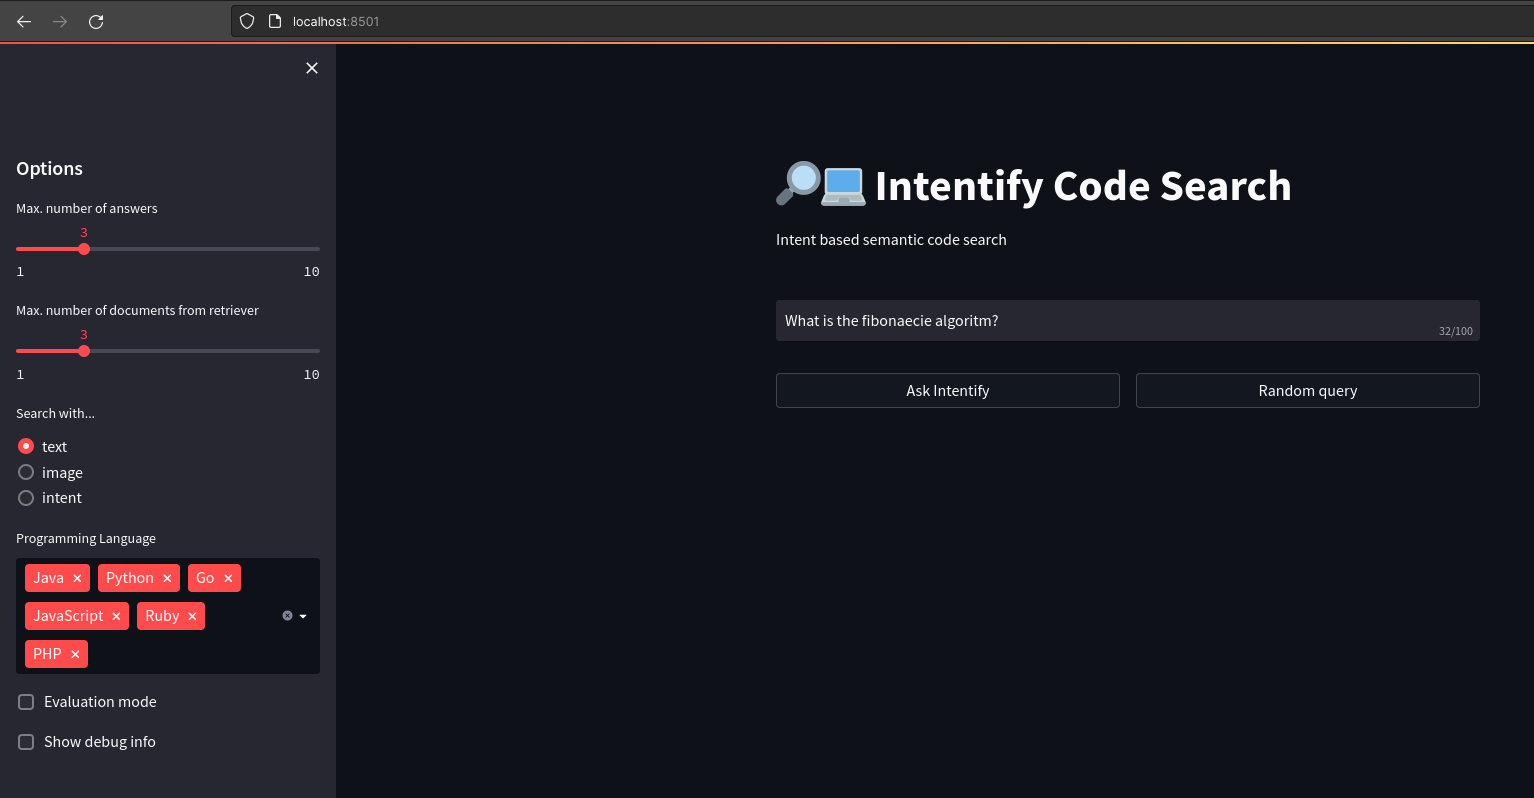 localhost:8501
Options
Max. number of answers
3
1 10
Max. number of documents from retriever
3
1 10
Search with...
text
image
intent
Programming Language
Java Python Go
JavaScript Ruby
PHP
Evaluation mode
Show debug info
Intentify Code Search
Intent based semantic code search
What is the fibonaecie algoritm?
32/100
Ask Intentify Random query